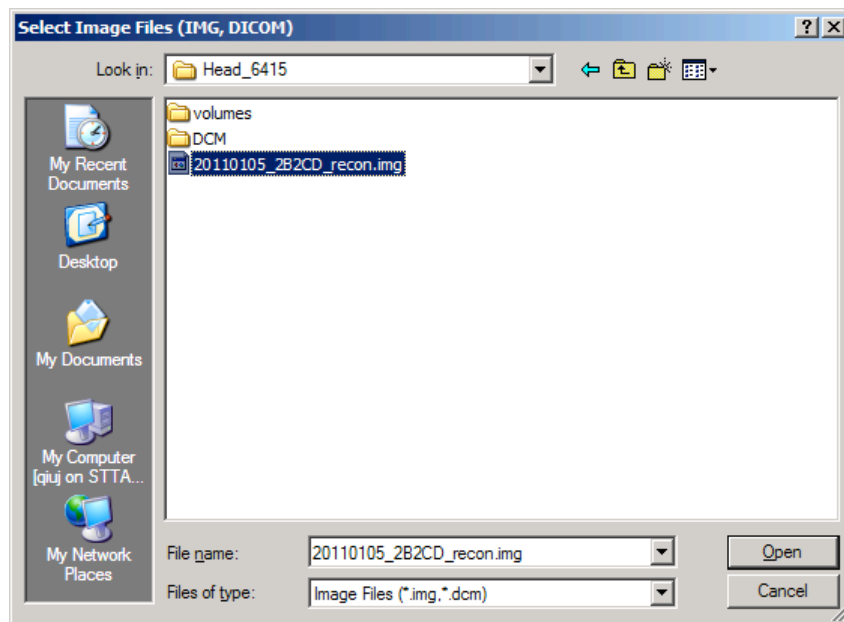 Select Image Files (IMG, DICOM)
Look in:
Head_6415
volumes
DCM
20110105_2B2CD_recon.img
My Recent
Documents
Desktop
My Documents
My Computer
[qiuj on STTA...
My Network
Places
File name:
20110105_2B2CD_recon.img
Open
Files of type:
Image Files (*.img,*.dcm)
Cancel